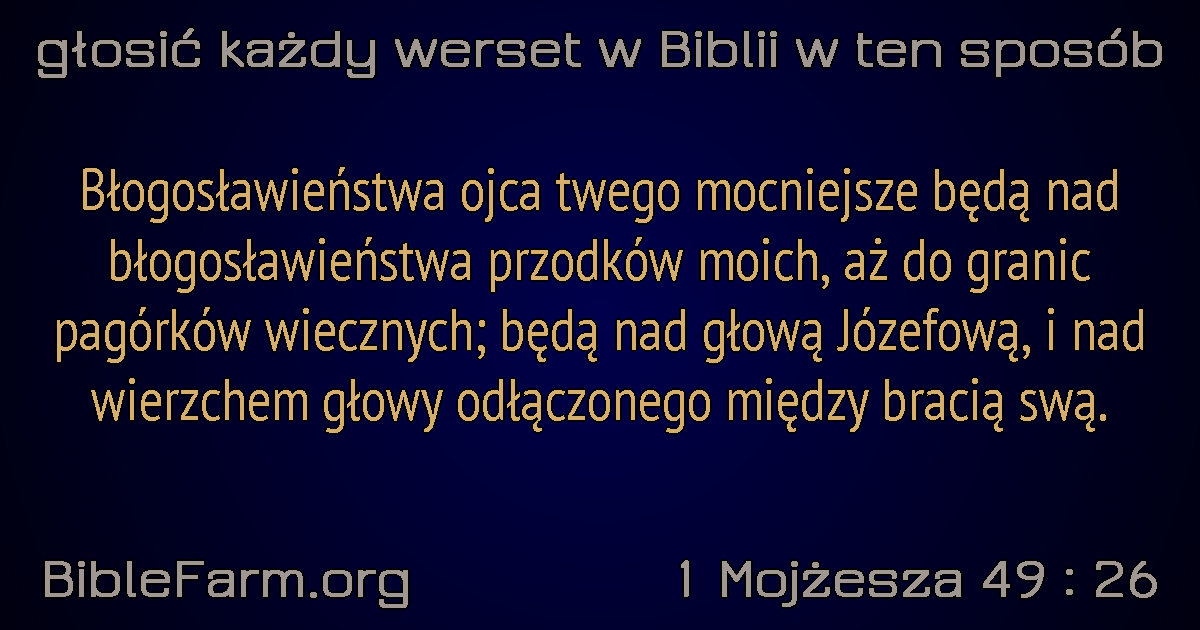 głosić każdy werset w Biblii w ten sposób
Błogosławieństwa ojca twego mocniejsze będą nad
błogosławieństwa przodków moich, aż do granic
pagórków wiecznych; będą nad głową Józefową, i nad
wierzchem głowy odłączonego między bracią swą.
BibleFarm.org
1 Mojżesza 49 : 26